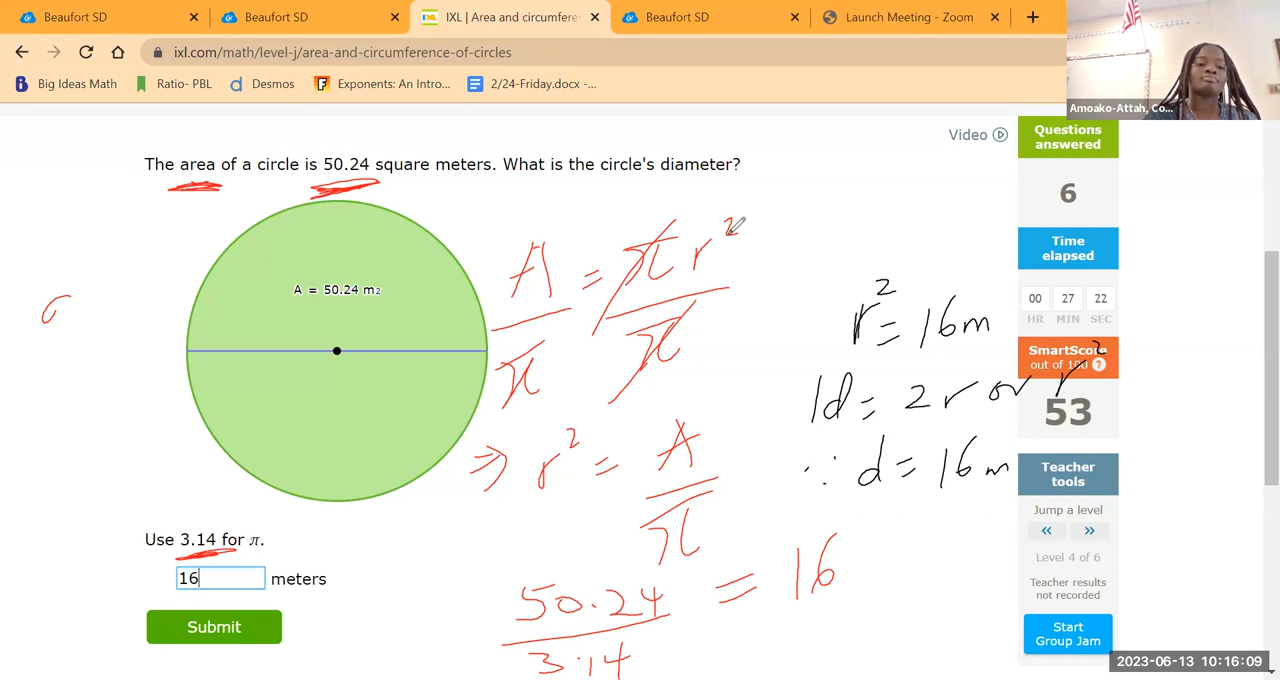 Beaufort SD
Beaufort SD
IXL | Area and circumfere
Beaufort SD
Launch Meeting - Zoom
ixl.com/math/level-j/area-and-circumference-of-circles
Big Ideas Math
Ratio- PBL
Desmos
Exponents: An Intro...
2/24-Friday.docx -...
Amoako-Attah, Co...
Video
The area of a circle is 50.24 square meters. What is the circle's diameter?
A = 50.24 m2
A = π r²
π π
⇒ r² = A
π
50.24 = 16
3.14
r² = 16m
d = 2r or r²
∵ d = 16m
Use 3.14 for π.
16 meters
Submit
Questions answered
6
Time elapsed
00 27 22
HR MIN SEC
SmartScore
out of 100 ?
53
Teacher tools
Jump a level
Level 4 of 6
Teacher results not recorded
Start Group Jam
2023-06-13 10:16:09